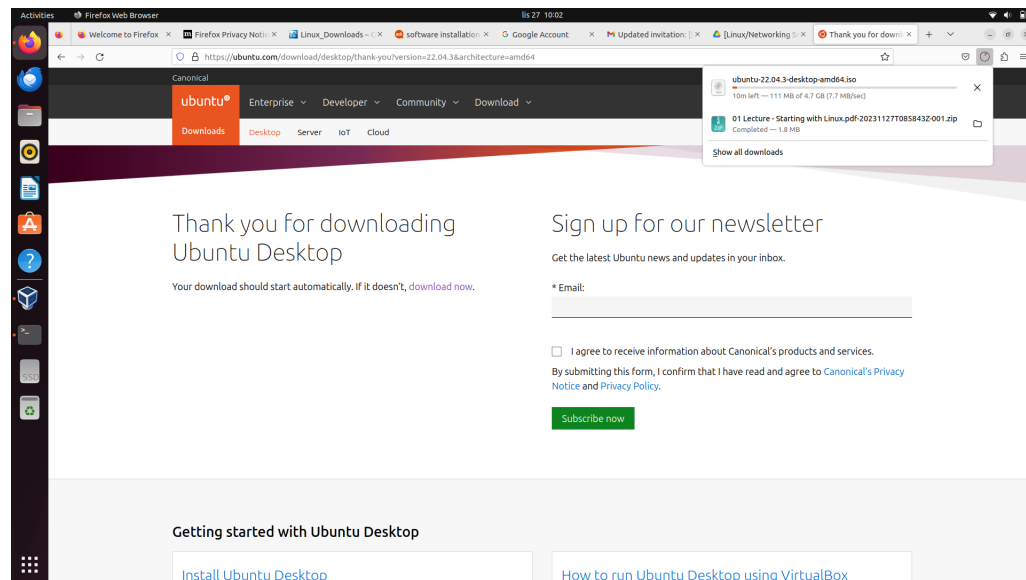 Activities
Firefox Web Browser
lis 27 10:02
Welcome to Firefox
Firefox Privacy Notic
Linux_Downloads – C
software installation
Google Account
Updated invitation:
[Linux/Networking S
Thank you for down
https://ubuntu.com/download/desktop/thank-you?version=22.04.3&architecture=amd64
Canonical
ubuntu®
Enterprise
Developer
Community
Download
Downloads
Desktop
Server
IoT
Cloud
ubuntu-22.04.3-desktop-amd64.iso
10m left — 111 MB of 4.7 GB (7.7 MB/sec)
01 Lecture - Starting with Linux.pdf-20231127T085843Z-001.zip
Completed — 1.8 MB
Show all downloads
Thank you for downloading
Ubuntu Desktop
Your download should start automatically. If it doesn't, download now.
Sign up for our newsletter
Get the latest Ubuntu news and updates in your inbox.
* Email:
I agree to receive information about Canonical's products and services.
By submitting this form, I confirm that I have read and agree to Canonical's Privacy
Notice and Privacy Policy.
Subscribe now
SSD
Getting started with Ubuntu Desktop
Install Ubuntu Desktop
How to run Ubuntu Desktop using VirtualBox